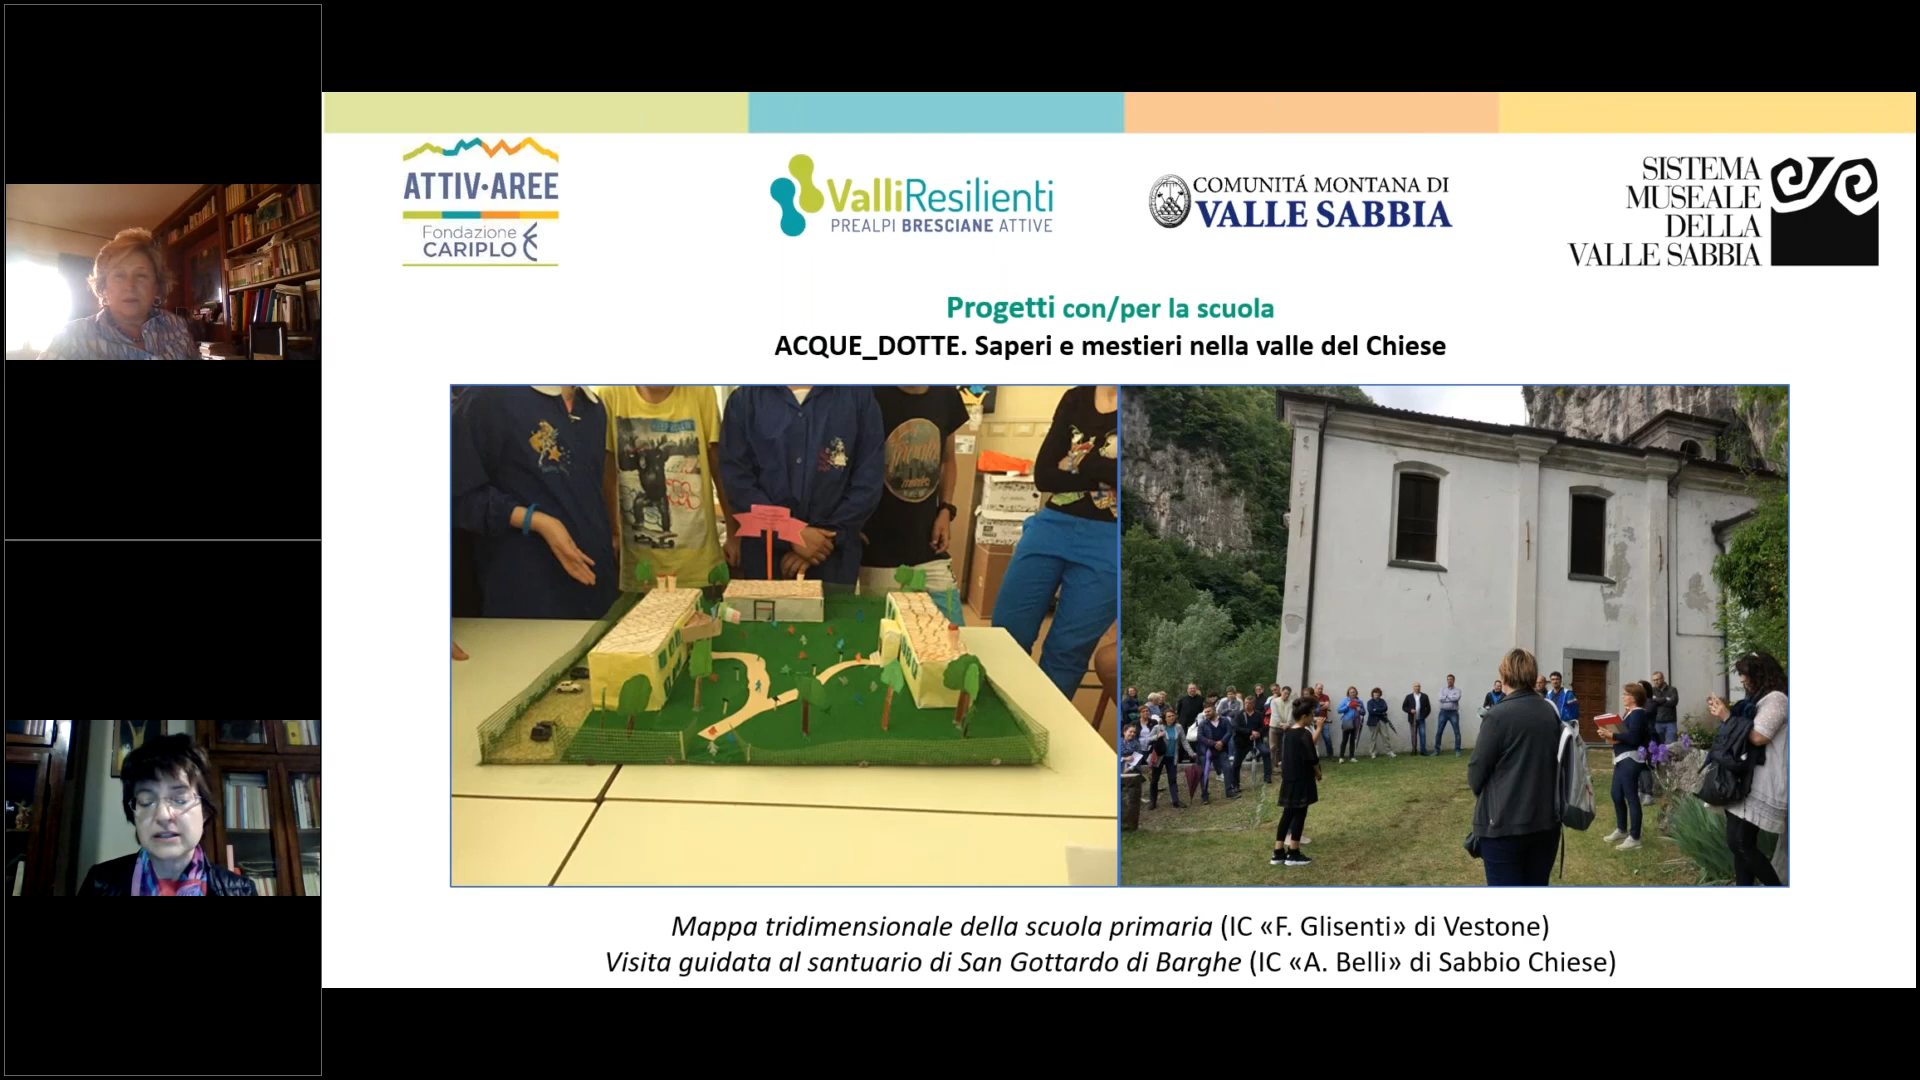 ATTIV·AREE
Fondazione
CARIPLO
ValliResilienti
PREALPI BRESCIANE ATTIVE
COMUNITÁ MONTANA DI
VALLE SABBIA
SISTEMA
MUSEALE
DELLA
VALLE SABBIA
Progetti con/per la scuola
ACQUE_DOTTE. Saperi e mestieri nella valle del Chiese
Mappa tridimensionale della scuola primaria (IC «F. Glisenti» di Vestone)
Visita guidata al santuario di San Gottardo di Barghe (IC «A. Belli» di Sabbio Chiese)